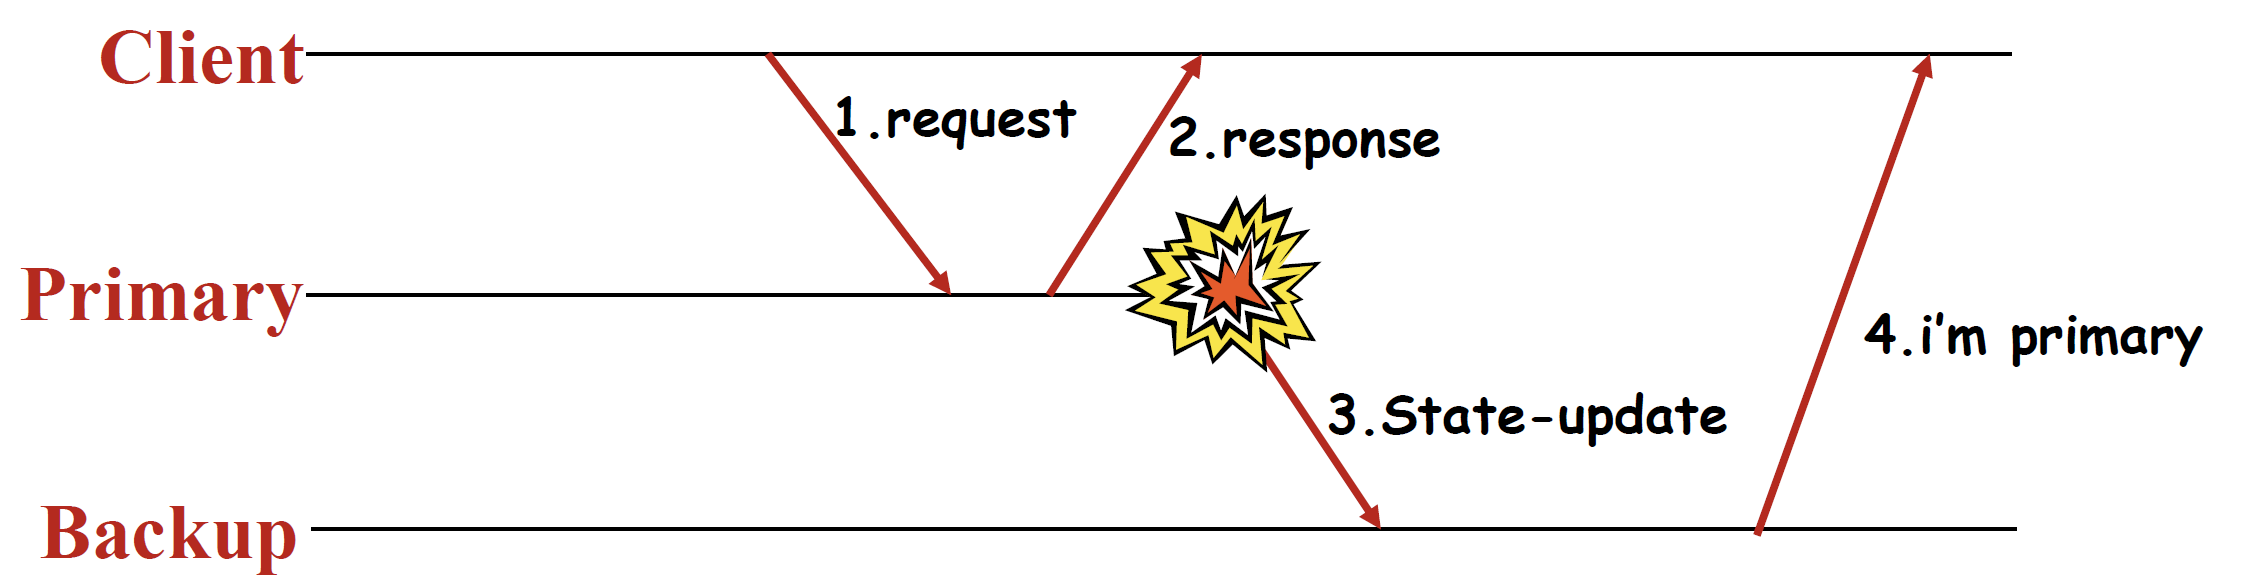 Client
1.request
2.response
Primary
4.i'm primary
3.State-update
Backup